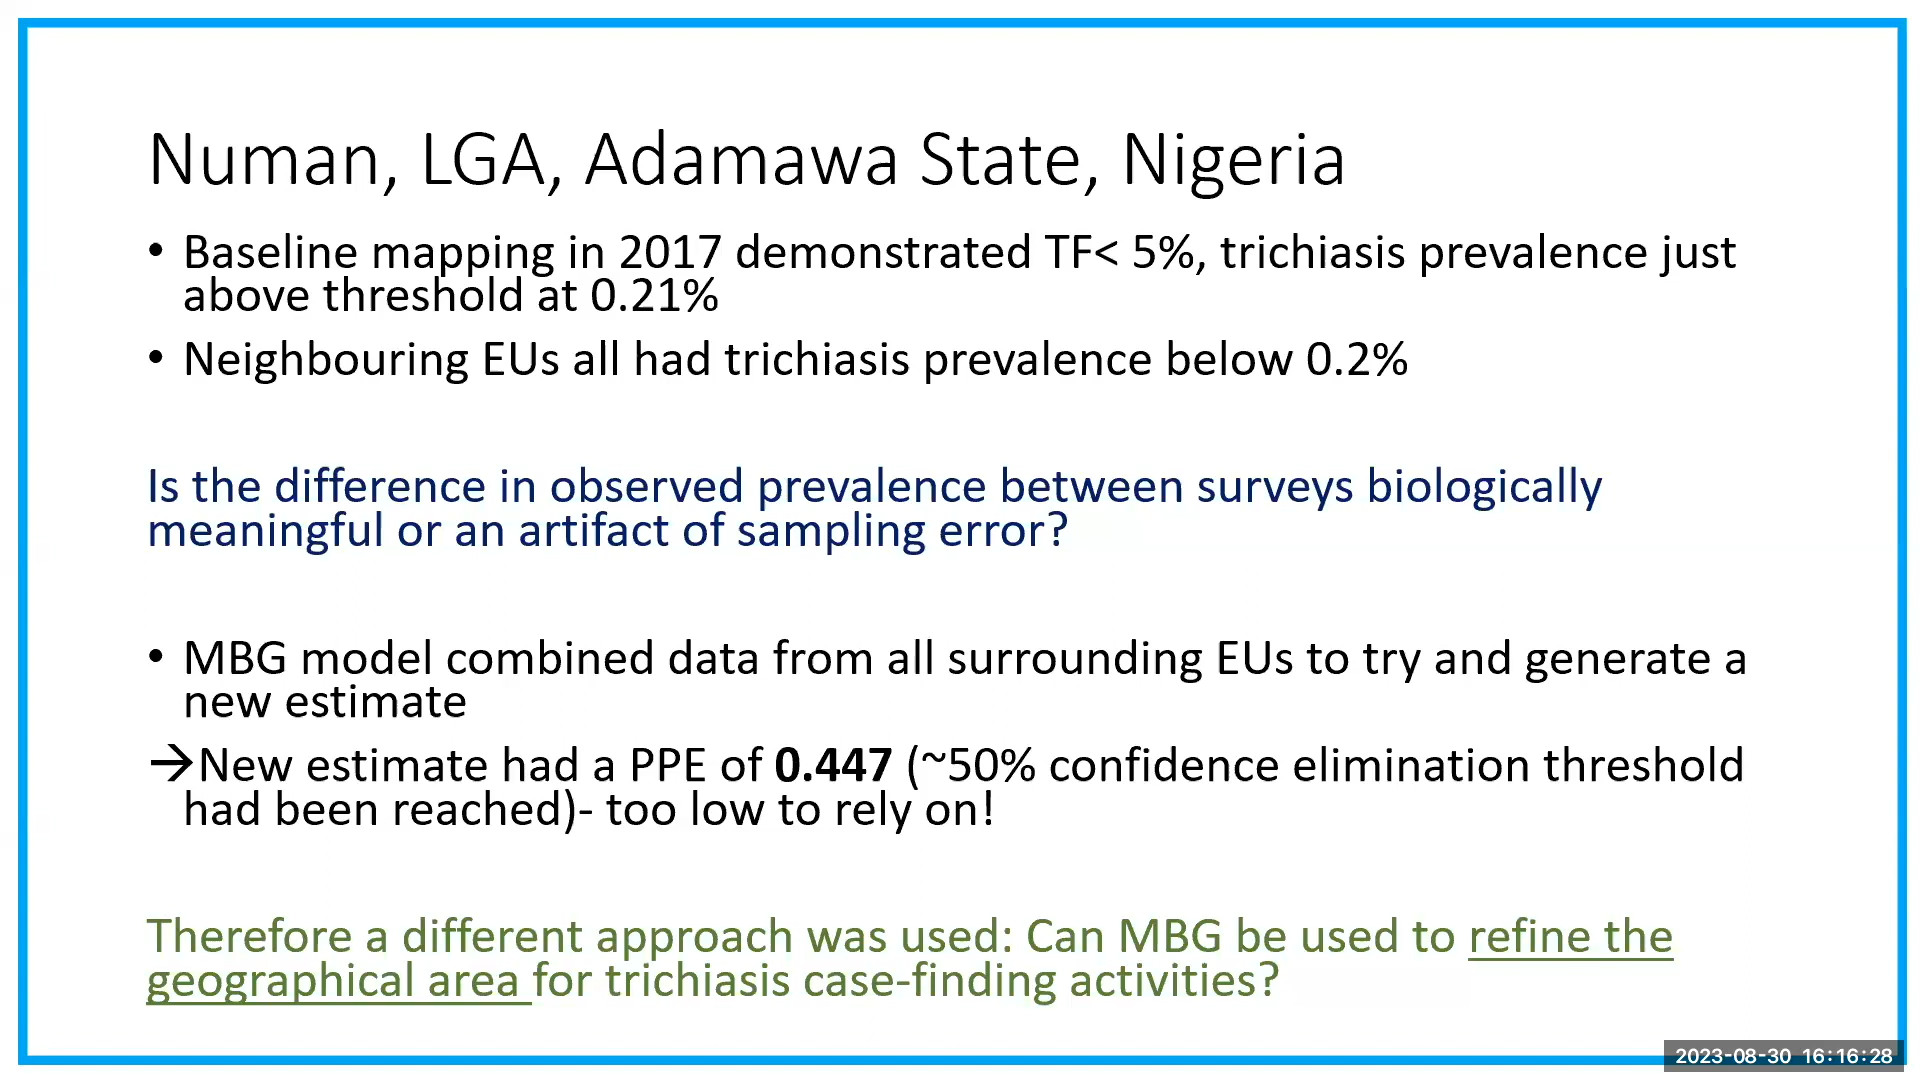 Numan, LGA, Adamawa State, Nigeria
• Baseline mapping in 2017 demonstrated TF< 5%, trichiasis prevalence just
above threshold at 0.21%
• Neighbouring EUs all had trichiasis prevalence below 0.2%
Is the difference in observed prevalence between surveys biologically
meaningful or an artifact of sampling error?
• MBG model combined data from all surrounding EUs to try and generate a
new estimate
→New estimate had a PPE of 0.447 (~50% confidence elimination threshold
had been reached)- too low to rely on!
Therefore a different approach was used: Can MBG be used to refine the
geographical area for trichiasis case-finding activities?
2023-08-30 16:16:28